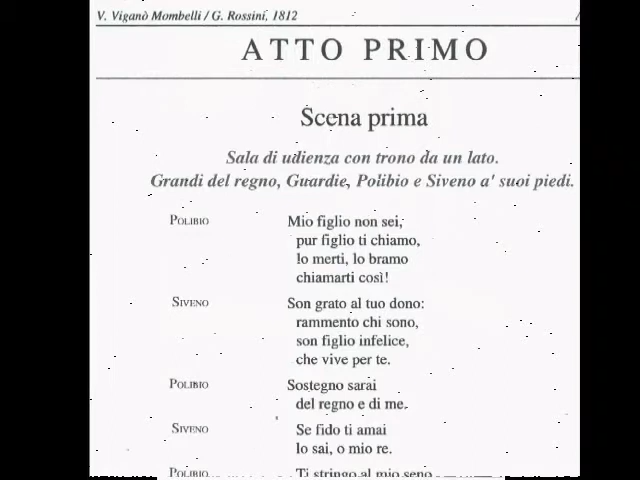 V. Viganò Mombelli / G. Rossini, 1812
ATTO PRIMO
Scena prima
Sala di udienza con trono da un lato.
Grandi del regno, Guardie, Polibio e Siveno a' suoi piedi.
POLIBIO Mio figlio non sei,
pur figlio ti chiamo,
lo merti, lo bramo
chiamarti così!
SIVENO Son grato al tuo dono:
rammento chi sono,
son figlio infelice,
che vive per te.
POLIBIO Sostegno sarai
del regno e di me.
SIVENO Se fido ti amai
lo sai, o mio re.
POLIBIO Ti stringo al mio seno